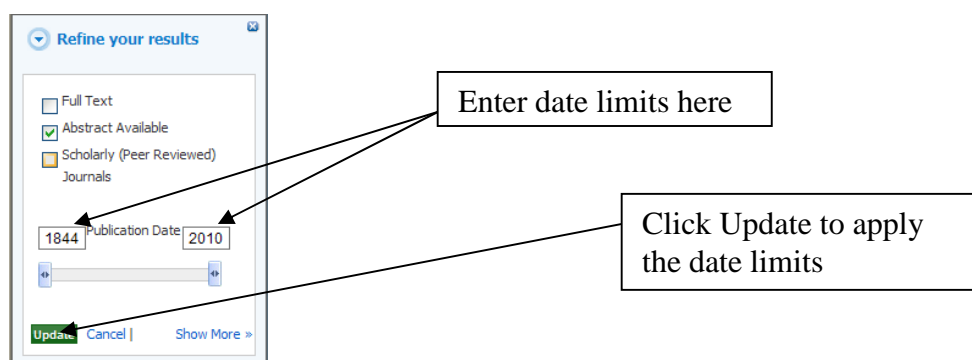 Refine your results
Full Text
Abstract Available
Scholarly (Peer Reviewed)
Journals
Enter date limits here
1844 Publication Date 2010
Click Update to apply
the date limits
Update Cancel | Show More »